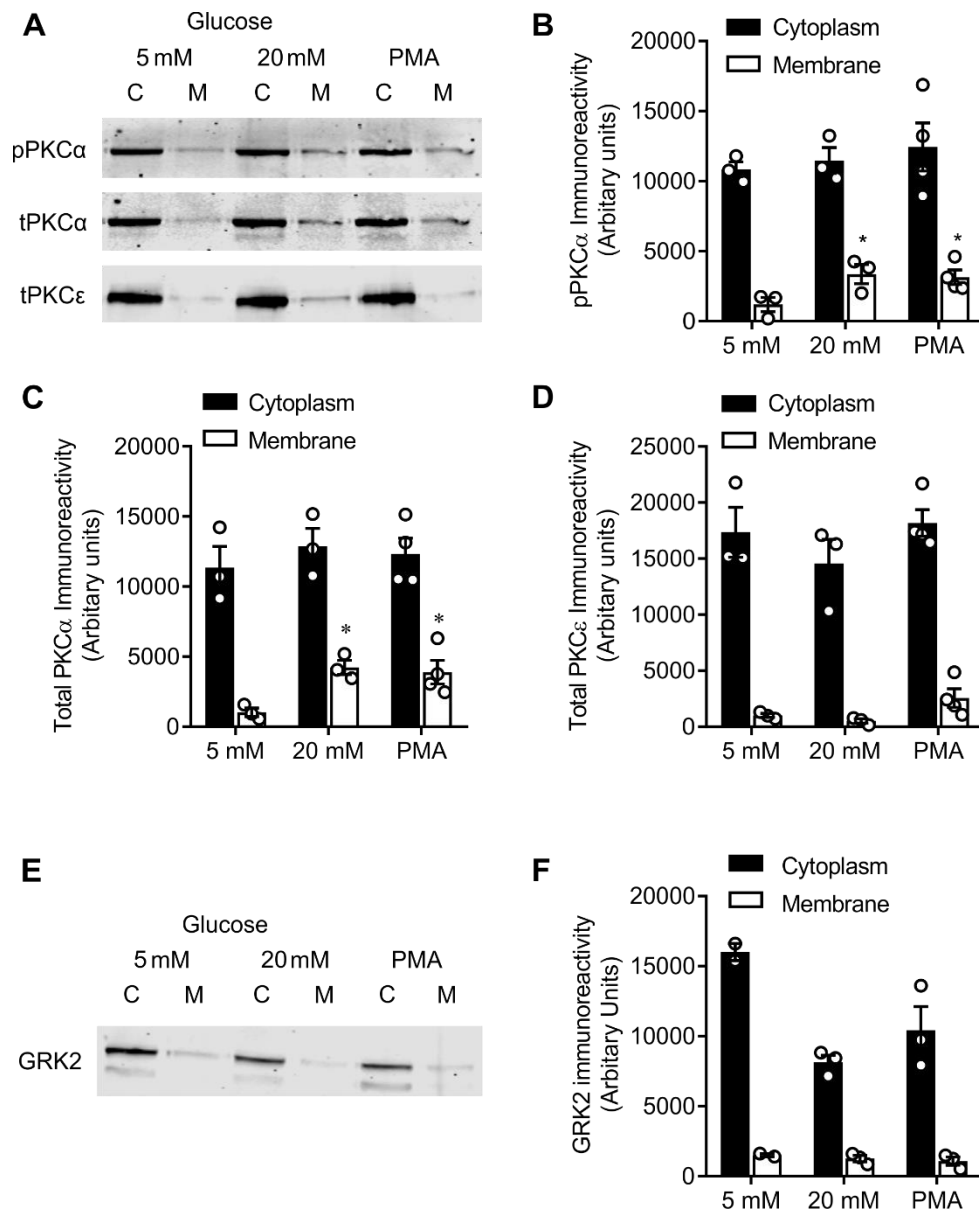 A
Glucose
5 mM 20 mM PMA
C M C M C M
pPKCα
tPKCα
tPKCε
B
Cytoplasm
Membrane
pPKCα Immunoreactivity
(Arbitary units)
20000
15000
10000
5000
0
* *
5 mM 20 mM PMA
C
Cytoplasm
Membrane
Total PKCα Immunoreactivity
(Arbitary units)
20000
15000
10000
5000
0
* *
5 mM 20 mM PMA
D
Cytoplasm
Membrane
Total PKCε Immunoreactivity
(Arbitary units)
25000
20000
15000
10000
5000
0
5 mM 20 mM PMA
E
Glucose
5 mM 20 mM PMA
C M C M C M
GRK2
F
Cytoplasm
Membrane
GRK2 immunoreactivity
(Arbitary Units)
20000
15000
10000
5000
0
5 mM 20 mM PMA